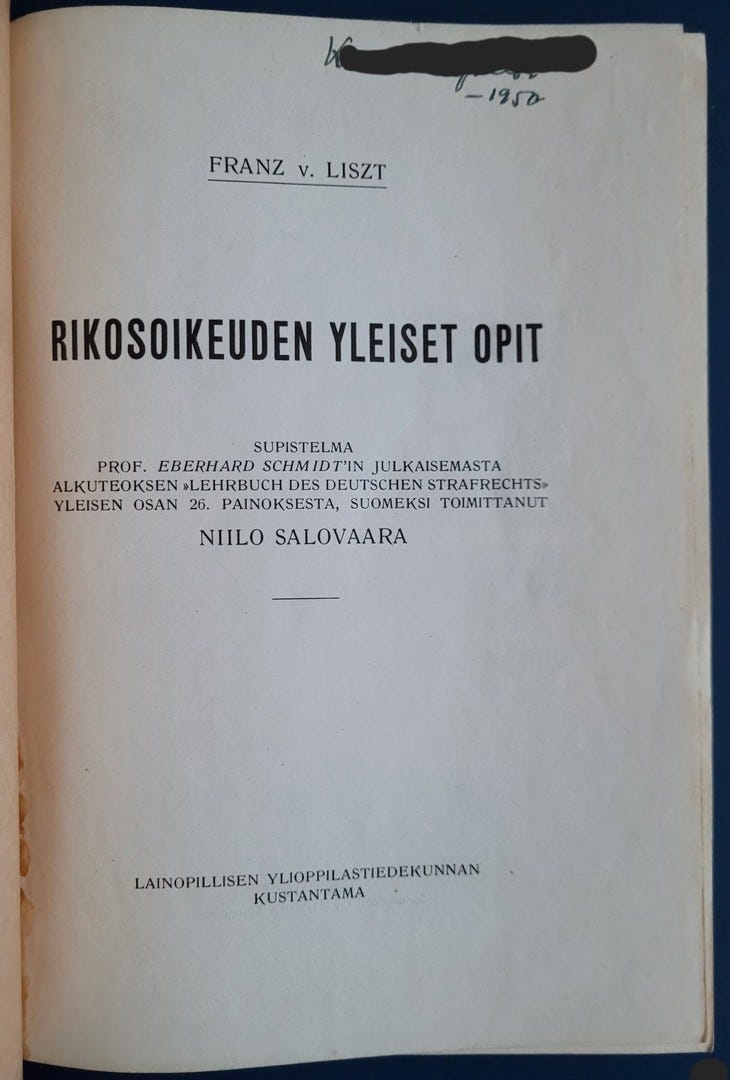 –1950
FRANZ v. LISZT
RIKOSOIKEUDEN YLEISET OPIT
SUPISTELMA
PROF. EBERHARD SCHMIDT'IN JULKAISEMASTA
ALKUTEOKSEN »LEHRBUCH DES DEUTSCHEN STRAFRECHTS»
YLEISEN OSAN 26. PAINOKSESTA, SUOMEKSI TOIMITTANUT
NIILO SALOVAARA
LAINOPILLISEN YLIOPPILASTIEDEKUNNAN
KUSTANTAMA